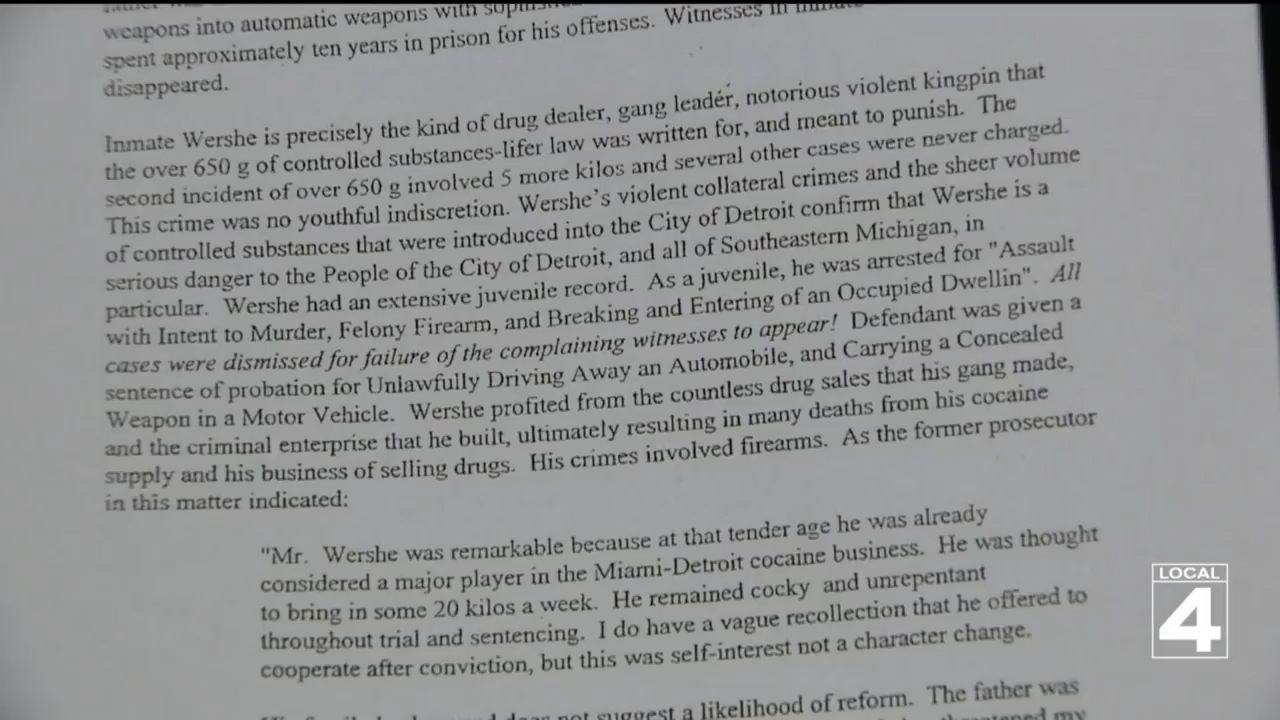 weapons into automatic weapons with
spent approximately ten years in prison for his offenses. Witnesses in
disappeared.
Inmate Wershe is precisely the kind of drug dealer, gang leader, notorious violent kingpin that
the over 650 g of controlled substances-lifer law was written for, and meant to punish. The
second incident of over 650 g involved 5 more kilos and several other cases were never charged.
This crime was no youthful indiscretion. Wershe's violent collateral crimes and the sheer volume
of controlled substances that were introduced into the City of Detroit confirm that Wershe is a
serious danger to the People of the City of Detroit, and all of Southeastern Michigan, in
particular. Wershe had an extensive juvenile record. As a juvenile, he was arrested for "Assault
with Intent to Murder, Felony Firearm, and Breaking and Entering of an Occupied Dwellin". All
cases were dismissed for failure of the complaining witnesses to appear! Defendant was given a
sentence of probation for Unlawfully Driving Away an Automobile, and Carrying a Concealed
Weapon in a Motor Vehicle. Wershe profited from the countless drug sales that his gang made,
and the criminal enterprise that he built, ultimately resulting in many deaths from his cocaine
supply and his business of selling drugs. His crimes involved firearms. As the former prosecutor
in this matter indicated:
"Mr. Wershe was remarkable because at that tender age he was already
considered a major player in the Miami-Detroit cocaine business. He was thought
to bring in some 20 kilos a week. He remained cocky and unrepentant
throughout trial and sentencing. I do have a vague recollection that he offered to
cooperate after conviction, but this was self-interest not a character change.
not suggest a likelihood of reform. The father was
my
LOCAL
4